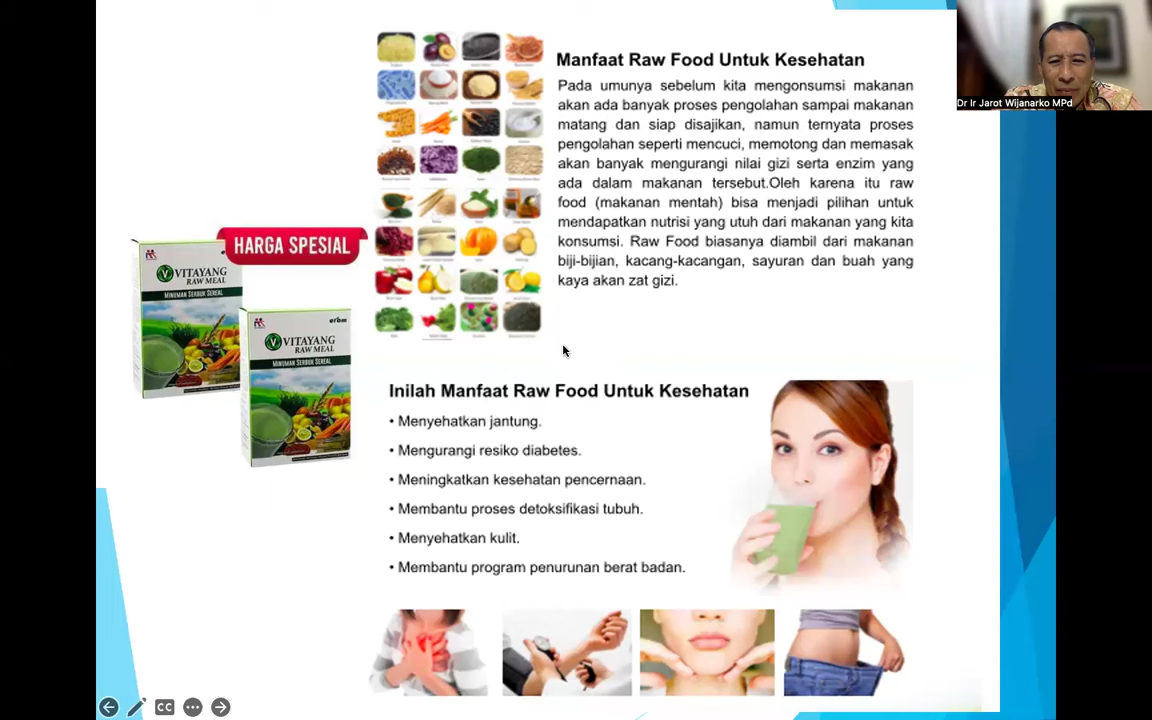 Manfaat Raw Food Untuk Kesehatan
Pada umunya sebelum kita mengonsumsi makanan
akan ada banyak proses pengolahan sampai makanan
matang dan siap disajikan, namun ternyata proses
pengolahan seperti mencuci, memotong dan memasak
akan banyak mengurangi nilai gizi serta enzim yang
ada dalam makanan tersebut.Oleh karena itu raw
food (makanan mentah) bisa menjadi pilihan untuk
mendapatkan nutrisi yang utuh dari makanan yang kita
konsumsi. Raw Food biasanya diambil dari makanan
biji-bijian, kacang-kacangan, sayuran dan buah yang
kaya akan zat gizi.
Dr Ir Jarot Wijanarko MPd
HARGA SPESIAL
VITAYANG
RAW MEAL
MINUMAN SERBUK SEREAL
erom
VITAYANG
RAW MEAL
MINUMAN SERBUK SEREAL
Inilah Manfaat Raw Food Untuk Kesehatan
• Menyehatkan jantung.
• Mengurangi resiko diabetes.
• Meningkatkan kesehatan pencernaan.
• Membantu proses detoksifikasi tubuh.
• Menyehatkan kulit.
• Membantu program penurunan berat badan.
CC